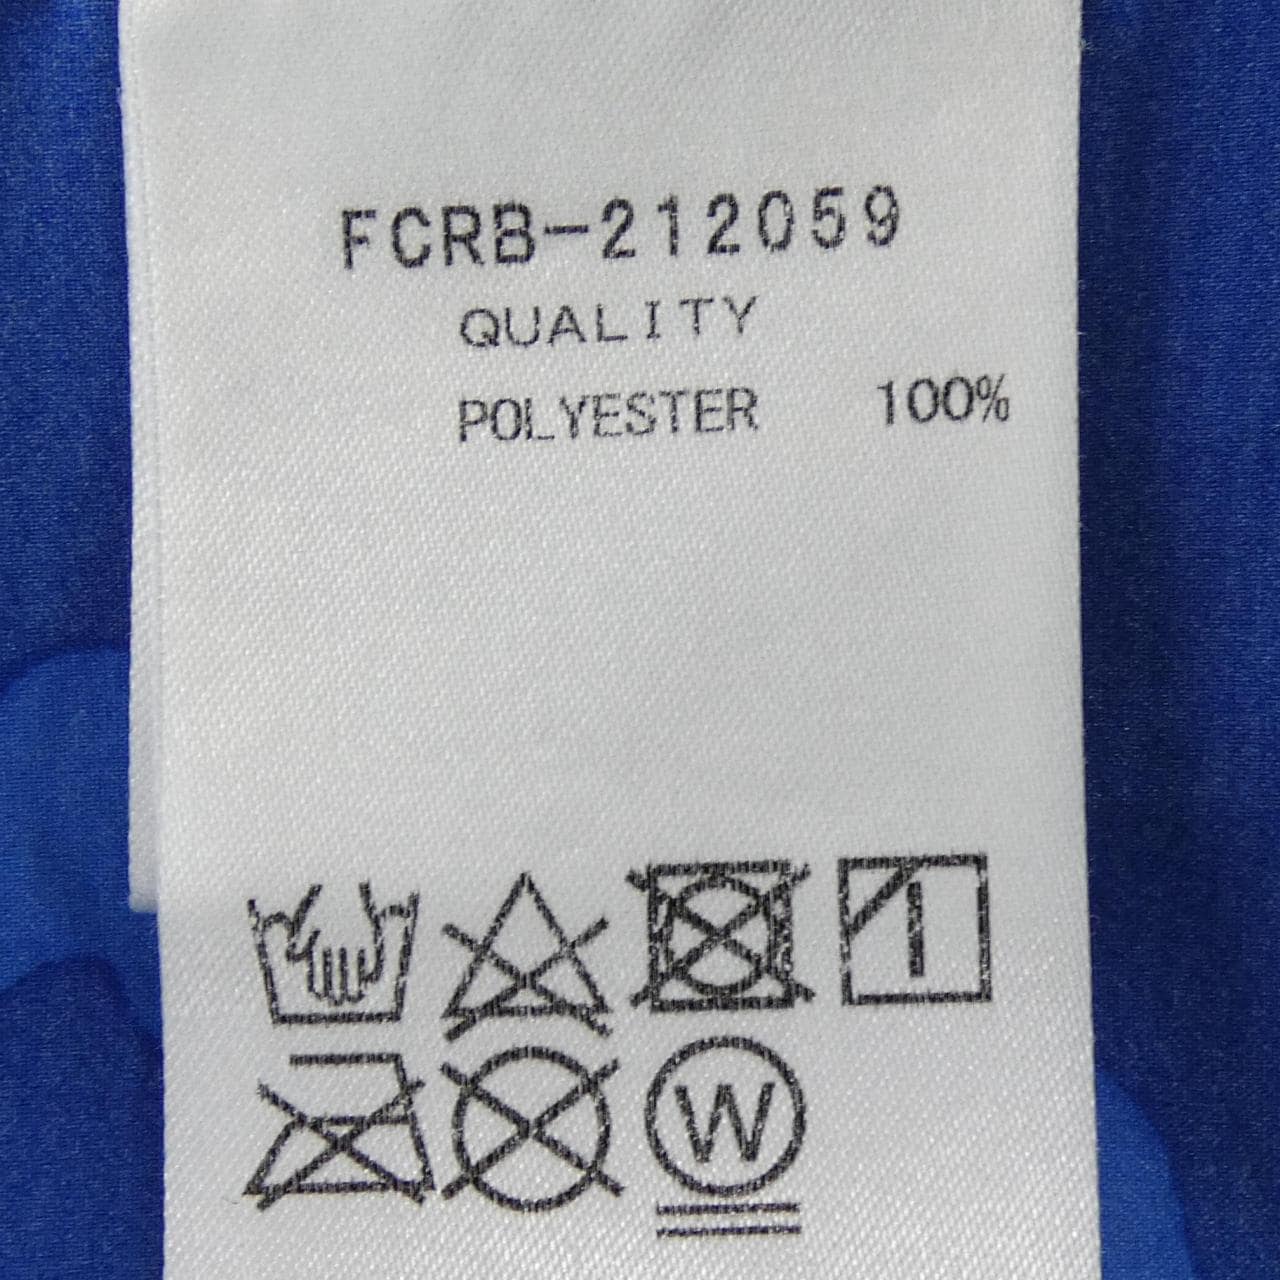 FCRB-212059
QUALITY
POLYESTER 100%
W